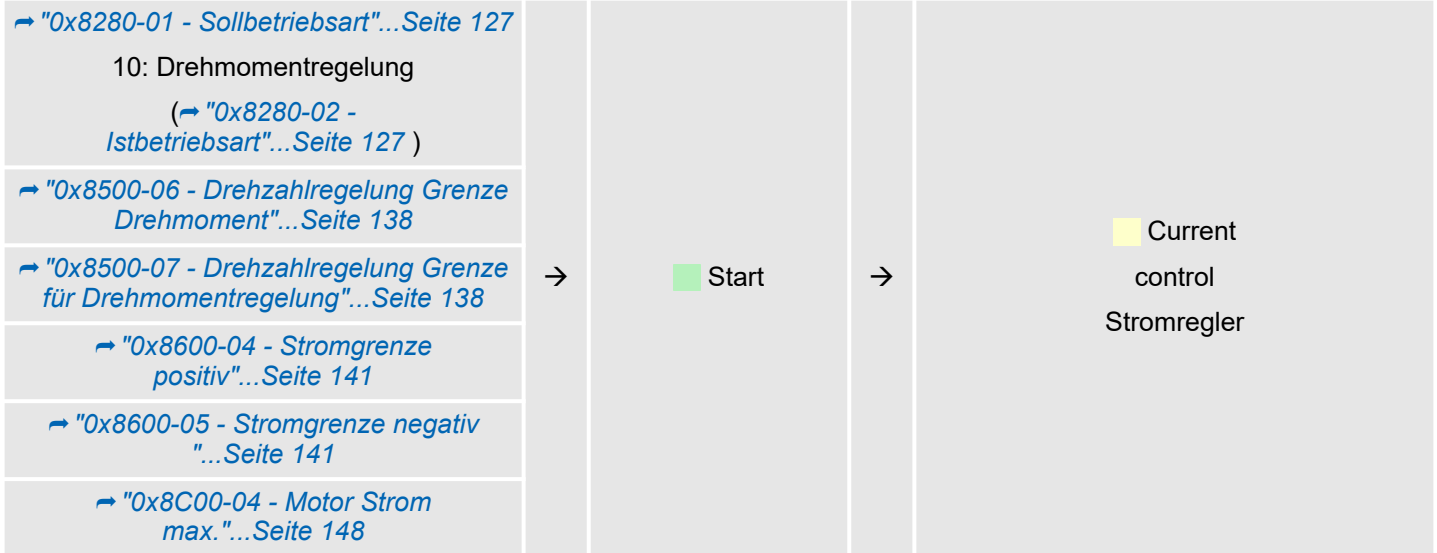 ➦ "0x8280-01 - Sollbetriebsart"...Seite 127
10: Drehmomentregelung
(➦ "0x8280-02 -
Istbetriebsart"...Seite 127 )
➦ "0x8500-06 - Drehzahlregelung Grenze
Drehmoment"...Seite 138
➦ "0x8500-07 - Drehzahlregelung Grenze
für Drehmomentregelung"...Seite 138
➦ "0x8600-04 - Stromgrenze
positiv"...Seite 141
➦ "0x8600-05 - Stromgrenze negativ
"...Seite 141
➦ "0x8C00-04 - Motor Strom
max."...Seite 148
→
Start
→
Current
control
Stromregler